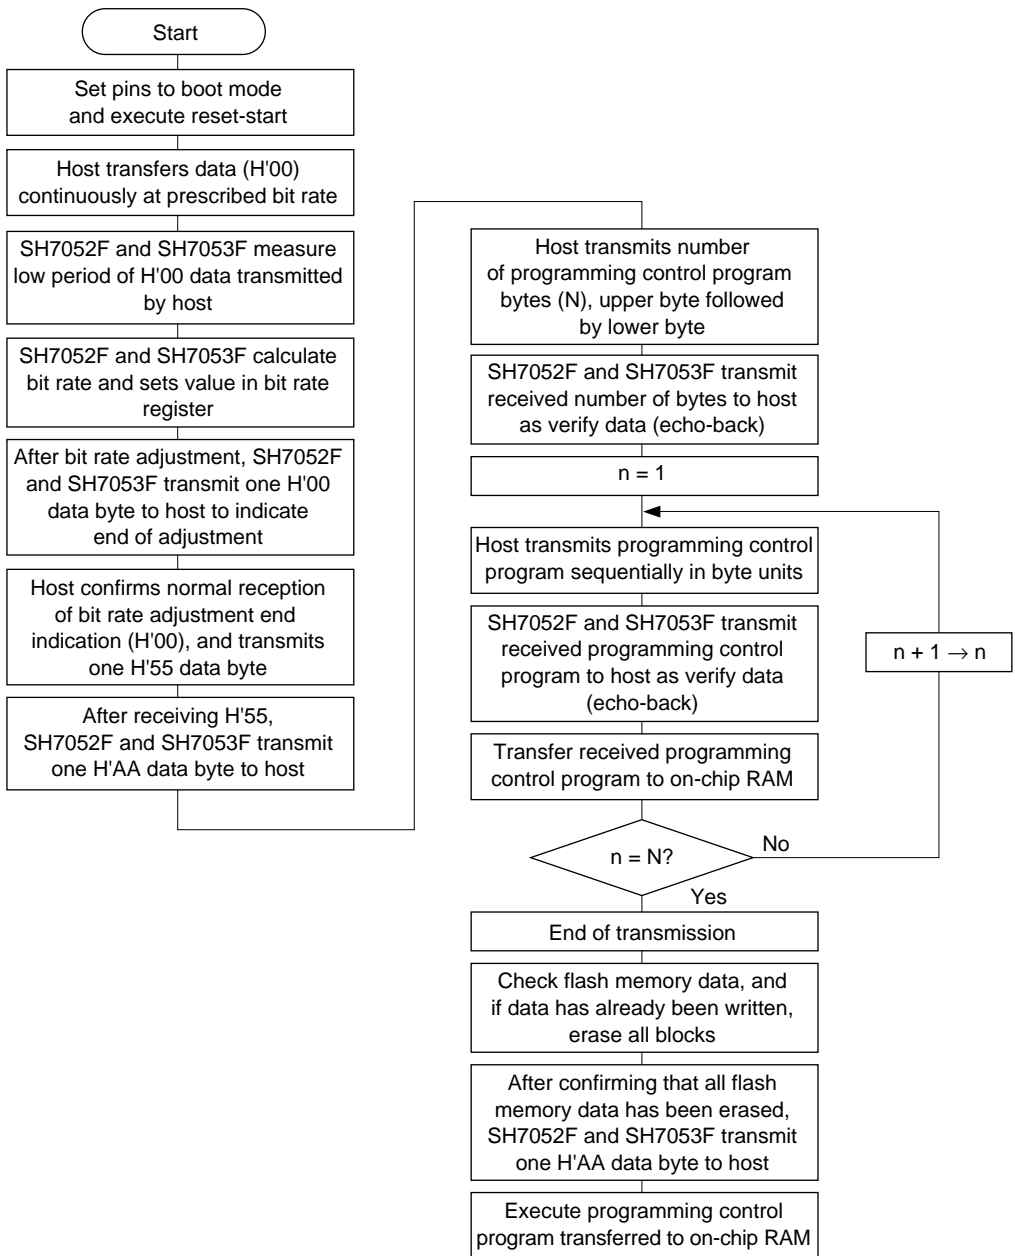 Start
Set pins to boot mode
and execute reset-start
Host transfers data (H'00)
continuously at prescribed bit rate
SH7052F and SH7053F measure
low period of H'00 data transmitted
by host
SH7052F and SH7053F calculate
bit rate and sets value in bit rate
register
After bit rate adjustment, SH7052F
and SH7053F transmit one H'00
data byte to host to indicate
end of adjustment
Host confirms normal reception
of bit rate adjustment end
indication (H'00), and transmits
one H'55 data byte
After receiving H'55,
SH7052F and SH7053F transmit
one H'AA data byte to host
Host transmits number
of programming control program
bytes (N), upper byte followed
by lower byte
SH7052F and SH7053F transmit
received number of bytes to host
as verify data (echo-back)
n = 1
Host transmits programming control
program sequentially in byte units
SH7052F and SH7053F transmit
received programming control
program to host as verify data
(echo-back)
n + 1 → n
Transfer received programming
control program to on-chip RAM
n = N?
No
Yes
End of transmission
Check flash memory data, and
if data has already been written,
erase all blocks
After confirming that all flash
memory data has been erased,
SH7052F and SH7053F transmit
one H'AA data byte to host
Execute programming control
program transferred to on-chip RAM